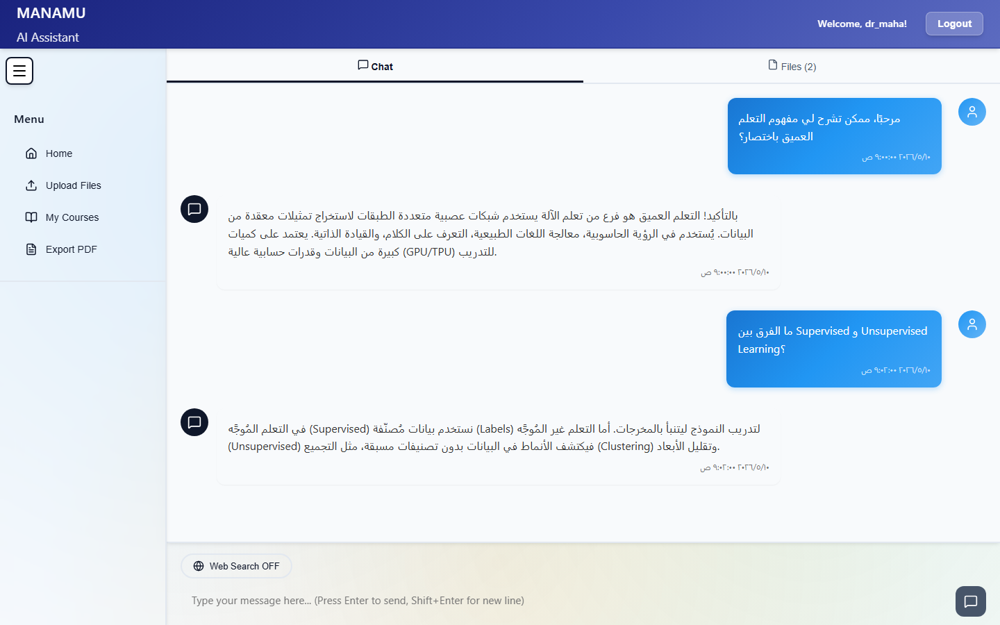 MANAMU
AI Assistant
Welcome, dr_maha!
Logout
Menu
Home
Upload Files
My Courses
Export PDF
Chat
Files (2)
مرحبًا، ممكن تشرح لي مفهوم التعلم
العميق باختصار؟
٢٠٢٦/٥/١٠ ٩:٠٠:٠٠ ص
بالتأكيد! التعلم العميق هو فرع من تعلم الآلة يستخدم شبكات عصبية متعددة الطبقات لاستخراج تمثيلات معقدة من
البيانات. يُستخدم في الرؤية الحاسوبية، معالجة اللغات الطبيعية، التعرف على الكلام، والقيادة الذاتية. يعتمد على كميات
كبيرة من البيانات وقدرات حسابية عالية (GPU/TPU) للتدريب.
٢٠٢٦/٥/١٠ ٩:٠٠:٠٠ ص
ما الفرق بين Supervised و Unsupervised
Learning؟
٢٠٢٦/٥/١٠ ٩:٠٢:٠٠ ص
في التعلم المُوجَّه (Supervised) نستخدم بيانات مُصنّفة (Labels) لتدريب النموذج ليتنبأ بالمخرجات. أما التعلم غير المُوجَّه
(Unsupervised) فيكتشف الأنماط في البيانات بدون تصنيفات مسبقة، مثل التجميع (Clustering) وتقليل الأبعاد.
٢٠٢٦/٥/١٠ ٩:٠٢:٠٠ ص
Web Search OFF
Type your message here... (Press Enter to send, Shift+Enter for new line)